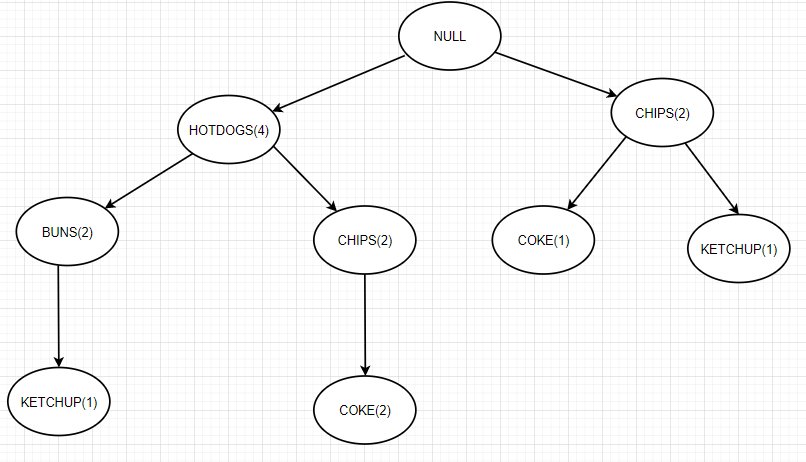 NULL
CHIPS(2)
HOTDOGS(4)
BUNS(2)
CHIPS(2)
COKE(1)
KETCHUP(1)
KETCHUP(1)
COKE(2)